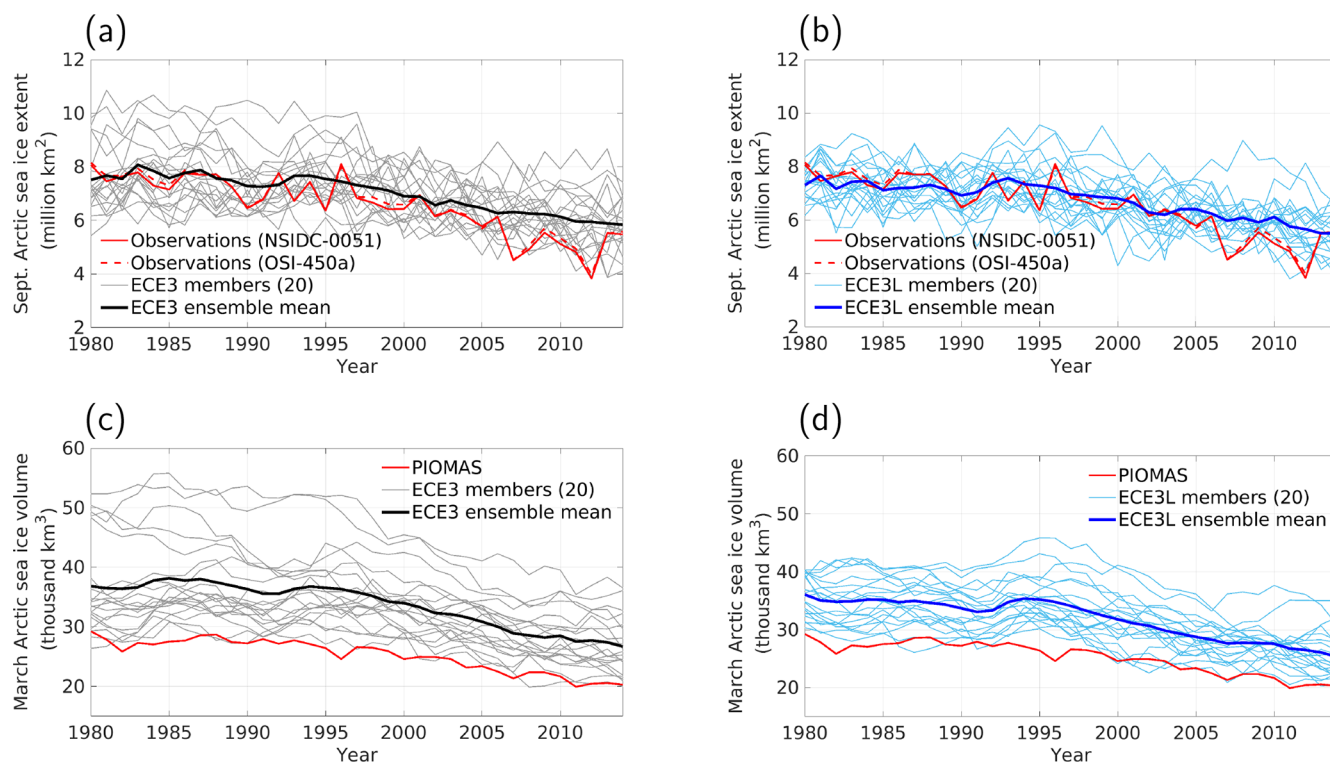 (a)
12
10
8
6
4
2
Sept. Arctic sea ice extent
(million km²)
Observations (NSIDC-0051)
Observations (OSI-450a)
ECE3 members (20)
ECE3 ensemble mean
1980 1985 1990 1995 2000 2005 2010
Year
(b)
12
10
8
6
4
2
Sept. Arctic sea ice extent
(million km²)
Observations (NSIDC-0051)
Observations (OSI-450a)
ECE3L members (20)
ECE3L ensemble mean
1980 1985 1990 1995 2000 2005 2010
Year
(c)
60
50
40
30
20
March Arctic sea ice volume
(thousand km³)
PIOMAS
ECE3 members (20)
ECE3 ensemble mean
1980 1985 1990 1995 2000 2005 2010
Year
(d)
60
50
40
30
20
March Arctic sea ice volume
(thousand km³)
PIOMAS
ECE3L members (20)
ECE3L ensemble mean
1980 1985 1990 1995 2000 2005 2010
Year